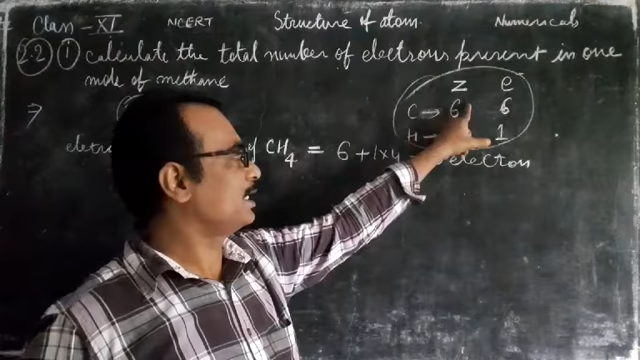 Class - XI NCERT Structure of atom. Numericals
2.2 1 calculate the total number of electrons present in one
mole of methane
Z e
C → 6 6
H → 1
CH4 = 6 + 1x4
electron